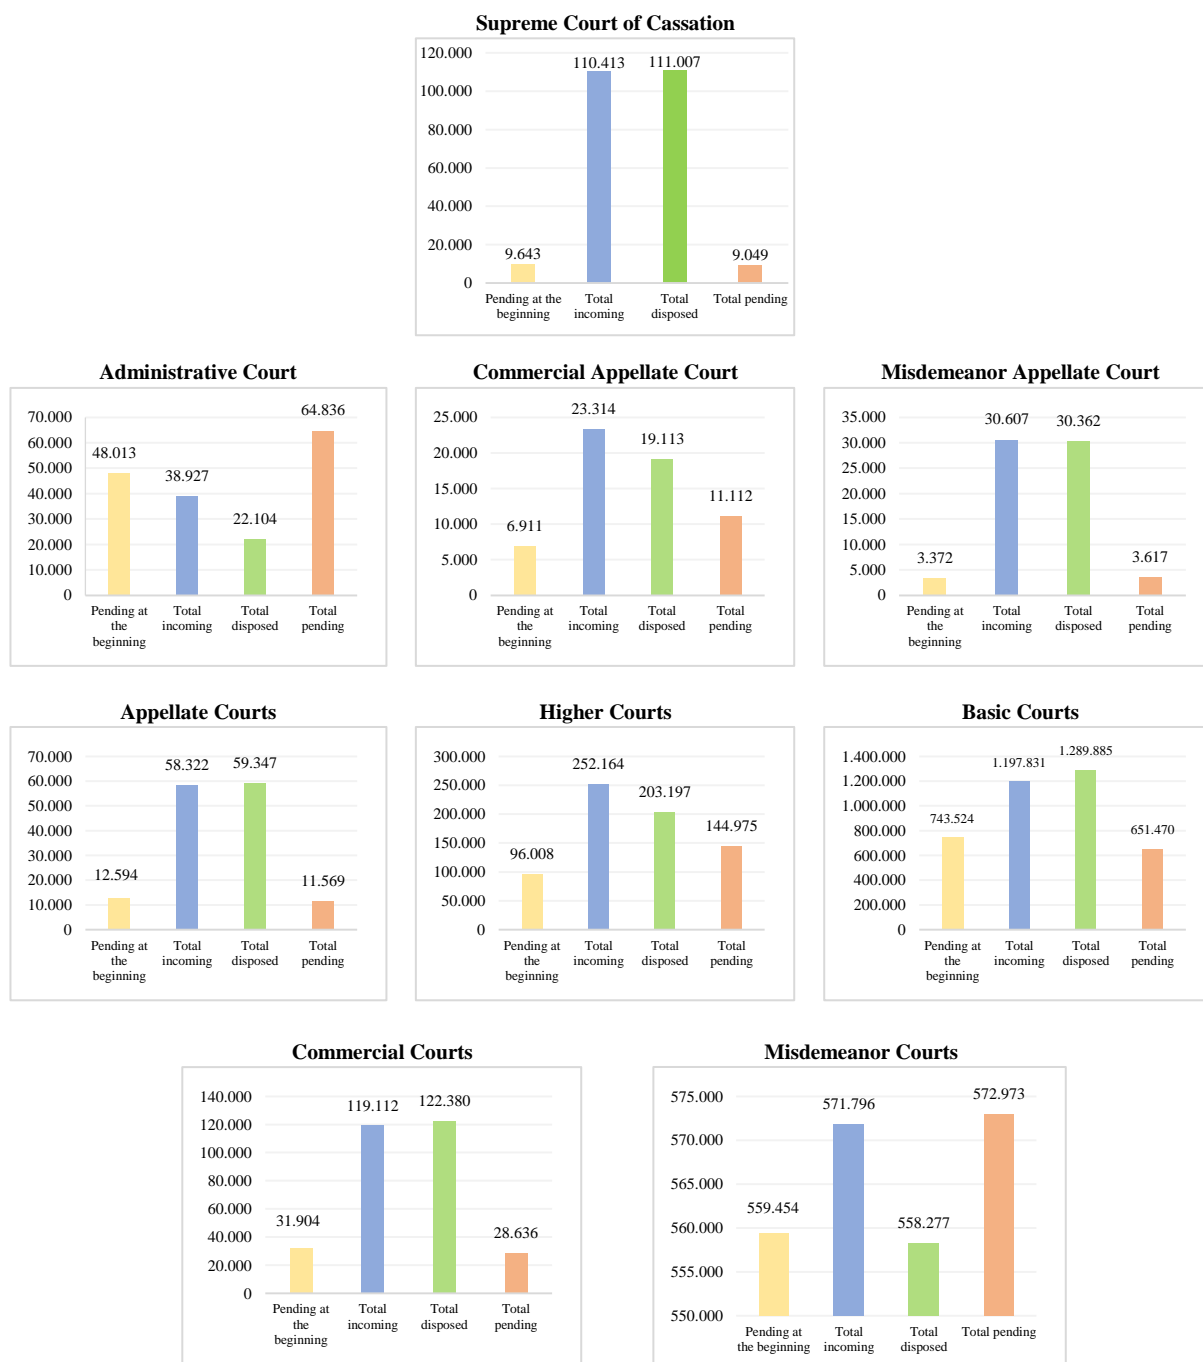 Supreme Court of Cassation
120.000
100.000
80.000
60.000
40.000
20.000
0
9.643
110.413
111.007
9.049
Pending at the
beginning
Total
incoming
Total
disposed
Total pending
Administrative Court
70.000
60.000
50.000
40.000
30.000
20.000
10.000
0
48.013
38.927
22.104
64.836
Pending at
the
beginning
Total
incoming
Total
disposed
Total
pending
Commercial Appellate Court
25.000
20.000
15.000
10.000
5.000
0
6.911
23.314
19.113
11.112
Pending at
the
beginning
Total
incoming
Total
disposed
Total
pending
Misdemeanor Appellate Court
35.000
30.000
25.000
20.000
15.000
10.000
5.000
0
3.372
30.607
30.362
3.617
Pending at
the
beginning
Total
incoming
Total
disposed
Total
pending
Appellate Courts
70.000
60.000
50.000
40.000
30.000
20.000
10.000
0
12.594
58.322
59.347
11.569
Pending at
the
beginning
Total
incoming
Total
disposed
Total
pending
Higher Courts
300.000
250.000
200.000
150.000
100.000
50.000
0
96.008
252.164
203.197
144.975
Pending at
the
beginning
Total
incoming
Total
disposed
Total
pending
Basic Courts
1.400.000
1.200.000
1.000.000
800.000
600.000
400.000
200.000
0
743.524
1.197.831
1.289.885
651.470
Pending at
the
beginning
Total
incoming
Total
disposed
Total
pending
Commercial Courts
140.000
120.000
100.000
80.000
60.000
40.000
20.000
0
31.904
119.112
122.380
28.636
Pending at
the
beginning
Total
incoming
Total
disposed
Total
pending
Misdemeanor Courts
575.000
570.000
565.000
560.000
555.000
550.000
559.454
571.796
558.277
572.973
Pending at
the beginning
Total
incoming
Total
disposed
Total pending